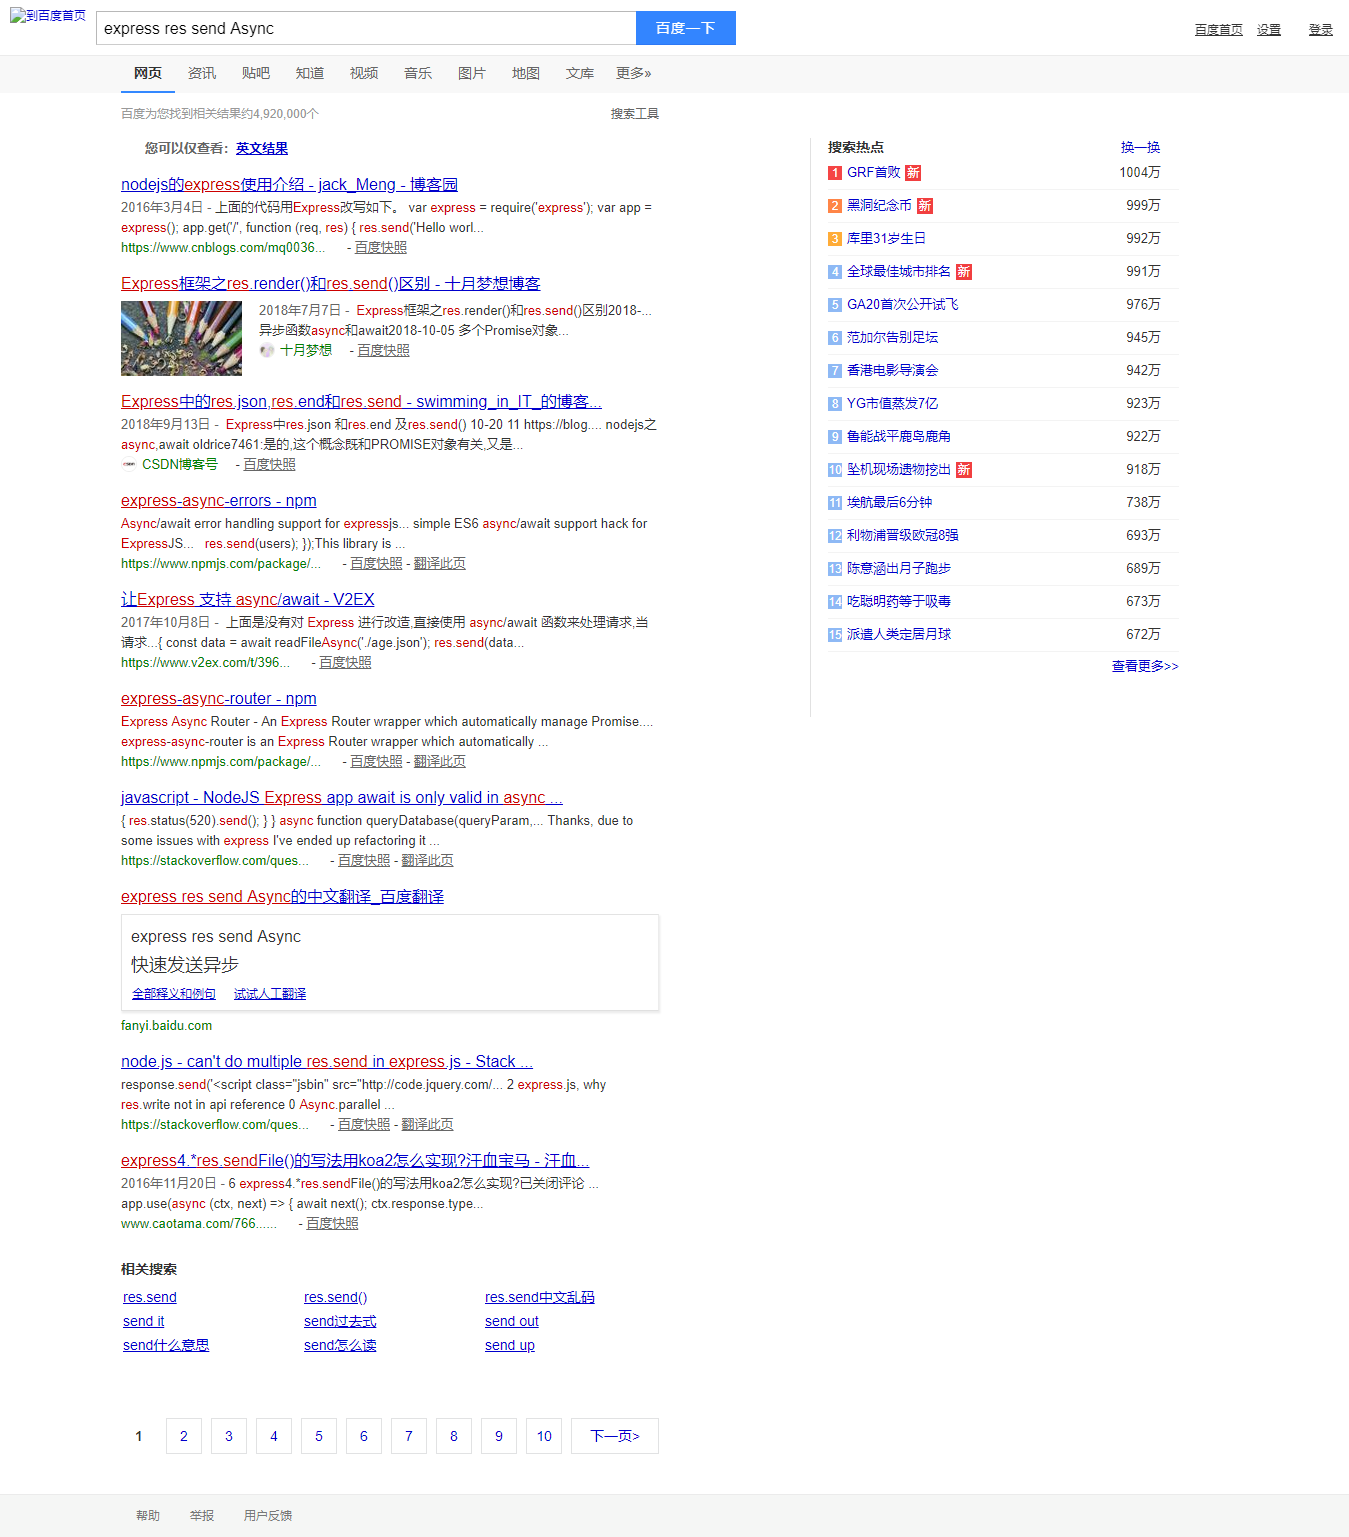 到百度首页
express res send Async
百度一下
百度首页 设置 登录
网页 资讯 贴吧 知道 视频 音乐 图片 地图 文库 更多»
百度为您找到相关结果约4,920,000个 搜索工具
您可以仅查看：英文结果
nodejs的express使用介绍 - jack_Meng - 博客园
2016年3月4日 - 上面的代码用Express改写如下。 var express = require('express'); var app =
express(); app.get('/', function (req, res) { res.send('Hello worl...
https://www.cnblogs.com/mq0036... - 百度快照
Express框架之res.render()和res.send()区别 - 十月梦想博客
2018年7月7日 - Express框架之res.render()和res.send()区别2018-...
异步函数async和await2018-10-05 多个Promise对象...
十月梦想 - 百度快照
Express中的res.json,res.end和res.send - swimming_in_IT_的博客...
2018年9月13日 - Express中res.json 和res.end 及res.send() 10-20 11 https://blog.... nodejs之
async,await oldrice7461:是的,这个概念既和PROMISE对象有关,又是...
CSDN博客号 - 百度快照
express-async-errors - npm
Async/await error handling support for expressjs... simple ES6 async/await support hack for
ExpressJS... res.send(users); });This library is ...
https://www.npmjs.com/package/... - 百度快照 - 翻译此页
让Express 支持 async/await - V2EX
2017年10月8日 - 上面是没有对 Express 进行改造,直接使用 async/await 函数来处理请求,当
请求...{ const data = await readFileAsync('./age.json'); res.send(data...
https://www.v2ex.com/t/396... - 百度快照
express-async-router - npm
Express Async Router - An Express Router wrapper which automatically manage Promise....
express-async-router is an Express Router wrapper which automatically ...
https://www.npmjs.com/package/... - 百度快照 - 翻译此页
javascript - NodeJS Express app await is only valid in async ...
{ res.status(520).send(); } } async function queryDatabase(queryParam,... Thanks, due to
some issues with express I've ended up refactoring it ...
https://stackoverflow.com/ques... - 百度快照 - 翻译此页
express res send Async的中文翻译_百度翻译
express res send Async
快速发送异步
全部释义和例句 试试人工翻译
fanyi.baidu.com
node.js - can't do multiple res.send in express.js - Stack ...
response.send('<script class="jsbin" src="http://code.jquery.com/... 2 express.js, why
res.write not in api reference 0 Async.parallel ...
https://stackoverflow.com/ques... - 百度快照 - 翻译此页
express4.*res.sendFile()的写法用koa2怎么实现?汗血宝马 - 汗血...
2016年11月20日 - 6 express4.*res.sendFile()的写法用koa2怎么实现?已关闭评论 ...
app.use(async (ctx, next) => { await next(); ctx.response.type...
www.caotama.com/766...... - 百度快照
相关搜索
res.send res.send() res.send中文乱码
send it send过去式 send out
send什么意思 send怎么读 send up
1 2 3 4 5 6 7 8 9 10 下一页>
搜索热点 换一换
1 GRF首败 新 1004万
2 黑洞纪念币 新 999万
3 库里31岁生日 992万
4 全球最佳城市排名 新 991万
5 GA20首次公开试飞 976万
6 范加尔告别足坛 945万
7 香港电影导演会 942万
8 YG市值蒸发7亿 923万
9 鲁能战平鹿岛鹿角 922万
10 坠机现场遗物挖出 新 918万
11 埃航最后6分钟 738万
12 利物浦晋级欧冠8强 693万
13 陈意涵出月子跑步 689万
14 吃聪明药等于吸毒 673万
15 派遣人类定居月球 672万
查看更多>>
帮助 举报 用户反馈